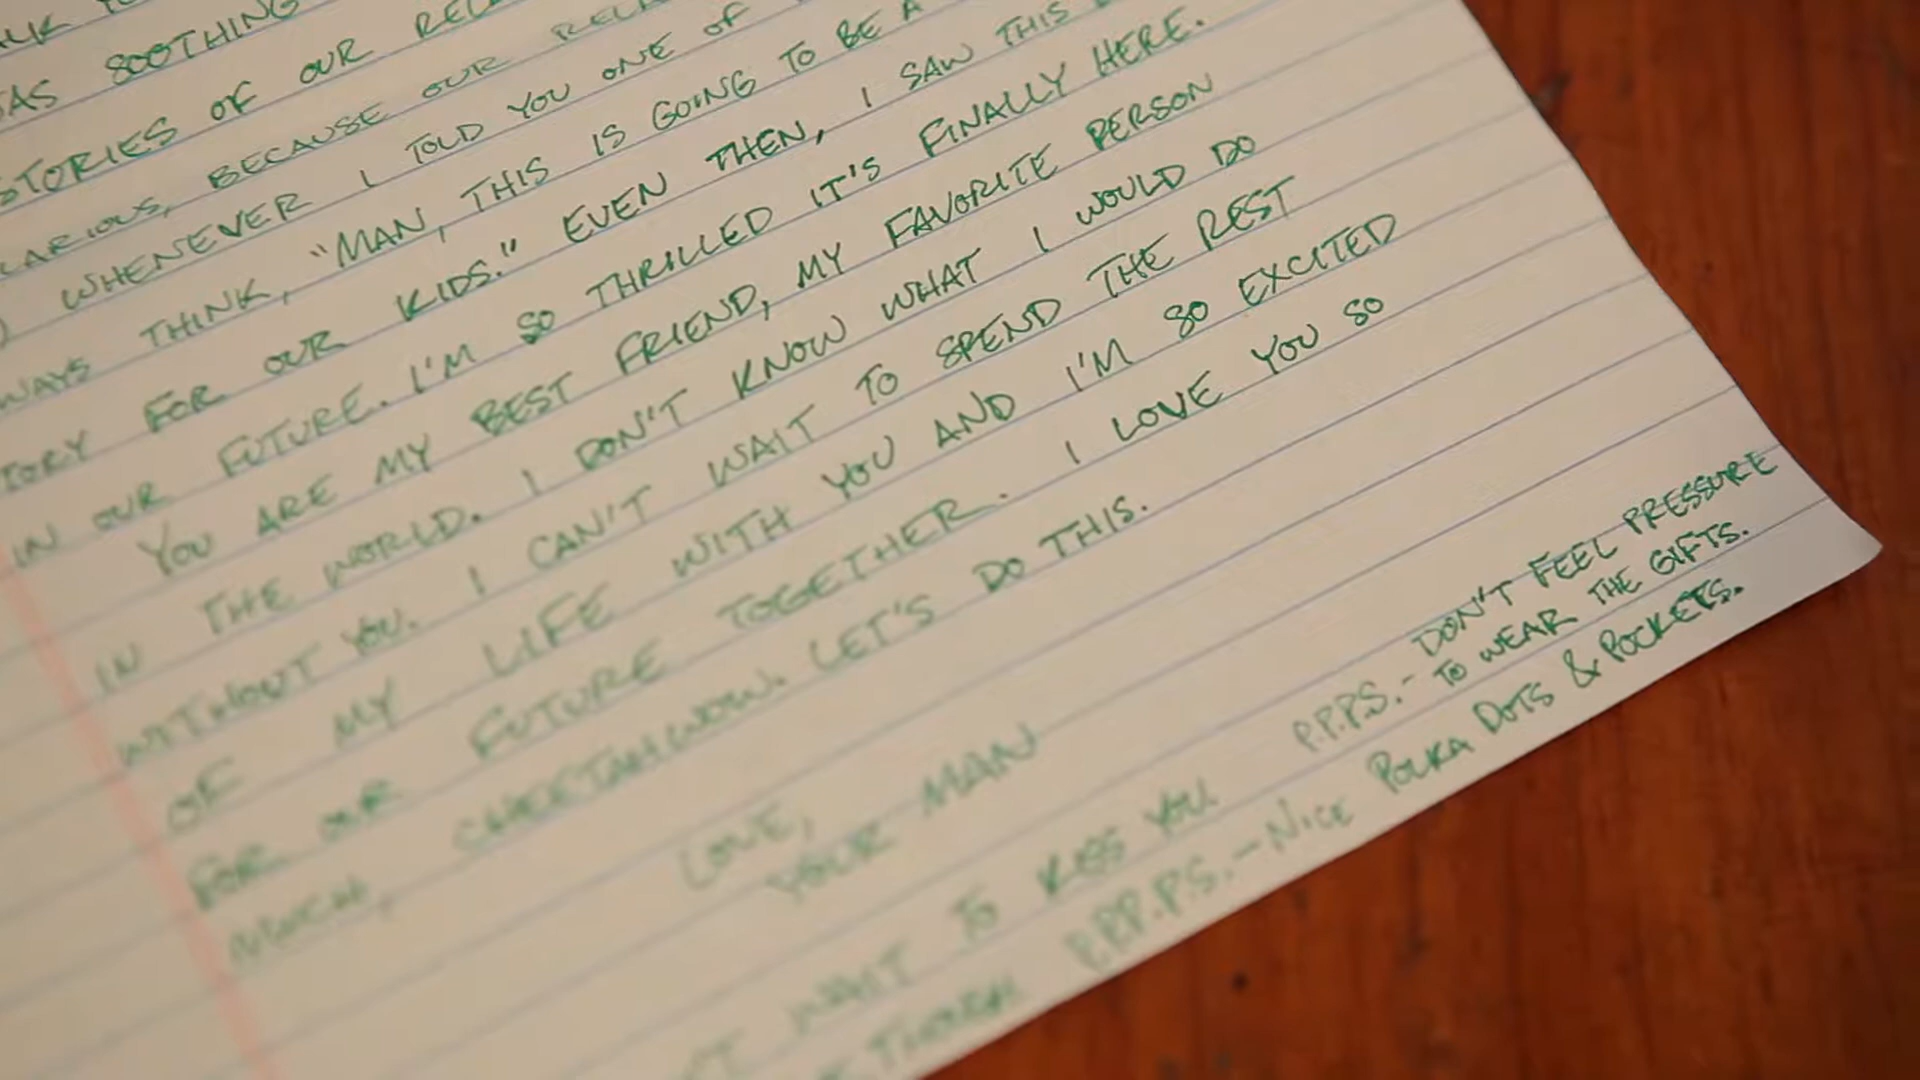 AS SOOTHING
STORIES OF OUR
BECAUSE OUR
WHENEVER I TOLD YOU ONE OF
THINK, "MAN, THIS IS GOING TO BE A
FOR OUR KIDS." EVEN THEN, I SAW THIS
IN OUR FUTURE. I'M SO THRILLED IT'S FINALLY HERE.
YOU ARE MY BEST FRIEND, MY FAVORITE PERSON
IN THE WORLD. I DON'T KNOW WHAT I WOULD DO
WITHOUT YOU. I CAN'T WAIT TO SPEND THE REST
OF MY LIFE WITH YOU AND I'M SO EXCITED
FOR OUR FUTURE TOGETHER. I LOVE YOU SO
MUCH, LET'S DO THIS.
LOVE,
YOUR MAN
WAIT TO KISS YOU.
THOUGH
P.P.P.S. - DON'T FEEL PRESSURE
TO WEAR THE GIFTS.
P.P.P.P.S. - NICE POLKA DOTS & POCKETS.